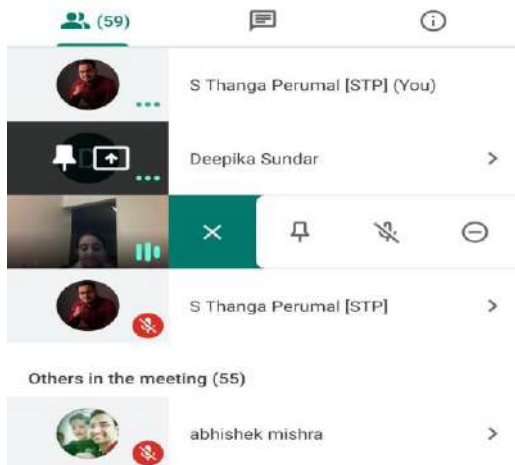 (59)
S Thanga Perumal [STP] (You)
Deepika Sundar
S Thanga Perumal [STP]
Others in the meeting (55)
abhishek mishra